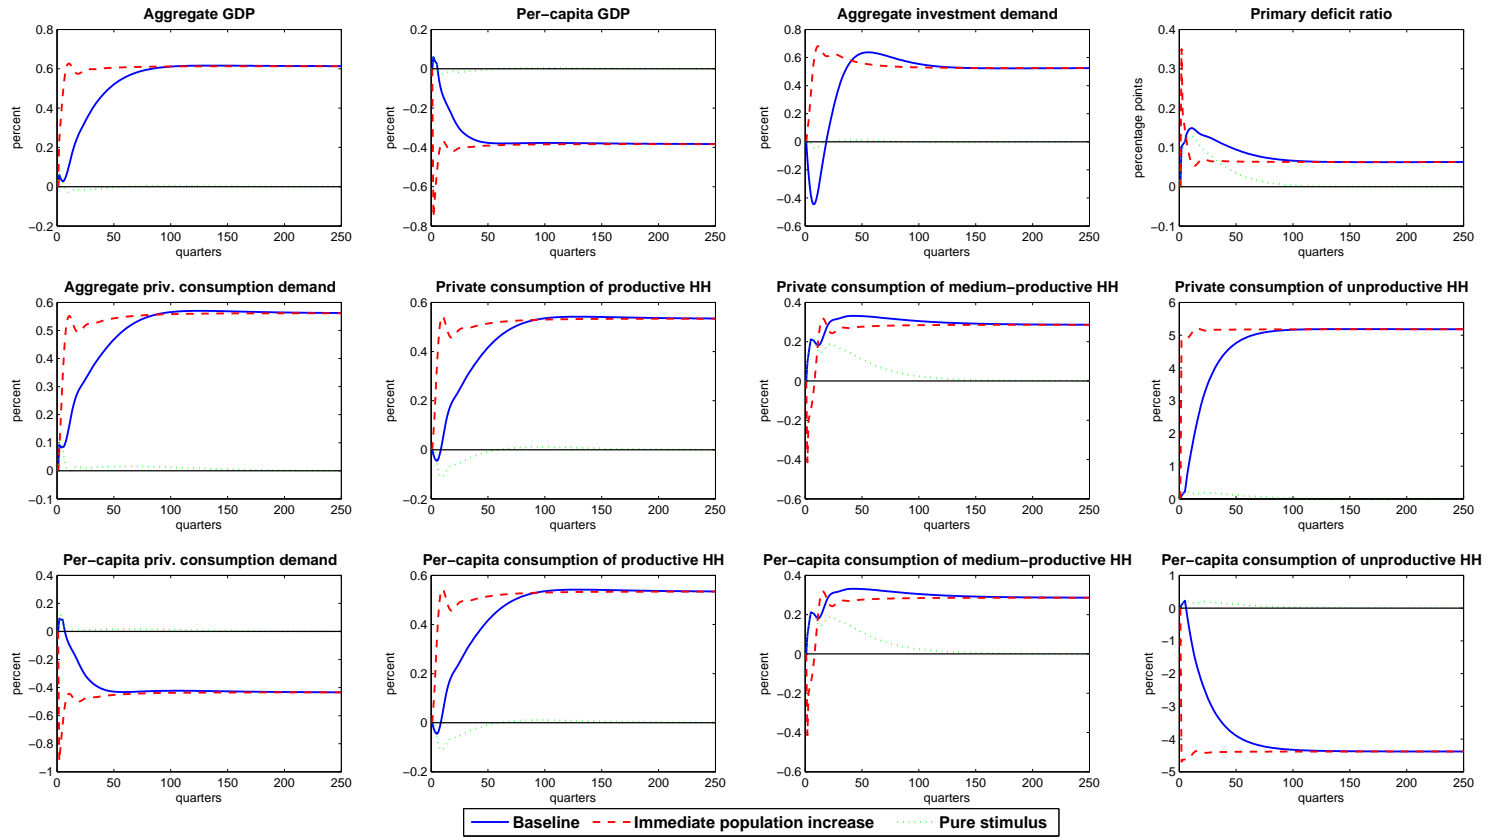 Aggregate GDP
percent
0.8
0.6
0.4
0.2
0
−0.2
0 50 100 150 200 250
quarters
Per−capita GDP
percent
0.2
0
−0.2
−0.4
−0.6
−0.8
0 50 100 150 200 250
quarters
Aggregate investment demand
percent
0.8
0.6
0.4
0.2
0
−0.2
−0.4
−0.6
0 50 100 150 200 250
quarters
Primary deficit ratio
percentage points
0.4
0.3
0.2
0.1
0
−0.1
0 50 100 150 200 250
quarters
Aggregate priv. consumption demand
percent
0.6
0.5
0.4
0.3
0.2
0.1
0
−0.1
0 50 100 150 200 250
quarters
Private consumption of productive HH
percent
0.6
0.4
0.2
0
−0.2
0 50 100 150 200 250
quarters
Private consumption of medium−productive HH
percent
0.4
0.2
0
−0.2
−0.4
−0.6
0 50 100 150 200 250
quarters
Private consumption of unproductive HH
percent
6
5
4
3
2
1
0
0 50 100 150 200 250
quarters
Per−capita priv. consumption demand
percent
0.4
0.2
0
−0.2
−0.4
−0.6
−0.8
−1
0 50 100 150 200 250
quarters
Per−capita consumption of productive HH
percent
0.6
0.4
0.2
0
−0.2
0 50 100 150 200 250
quarters
Per−capita consumption of medium−productive HH
percent
0.4
0.2
0
−0.2
−0.4
−0.6
0 50 100 150 200 250
quarters
Per−capita consumption of unproductive HH
percent
1
0
−1
−2
−3
−4
−5
0 50 100 150 200 250
quarters
Baseline Immediate population increase Pure stimulus